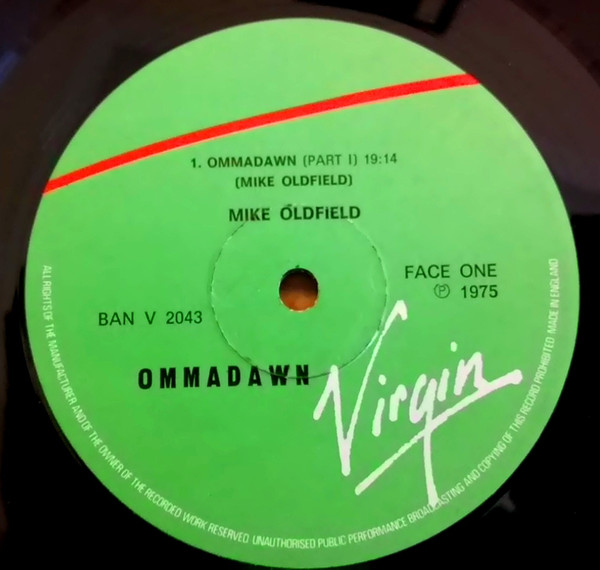 1. OMMADAWN (PART I) 19:14
(MIKE OLDFIELD)
MIKE OLDFIELD
FACE ONE
Ⓟ 1975
BAN V 2043
OMMADAWN
Virgin
ALL RIGHTS OF THE MANUFACTURER AND OF THE OWNER OF THE RECORDED WORK RESERVED UNAUTHORISED PUBLIC PERFORMANCE BROADCASTING AND COPYING OF THIS RECORD PROHIBITED MADE IN ENGLAND